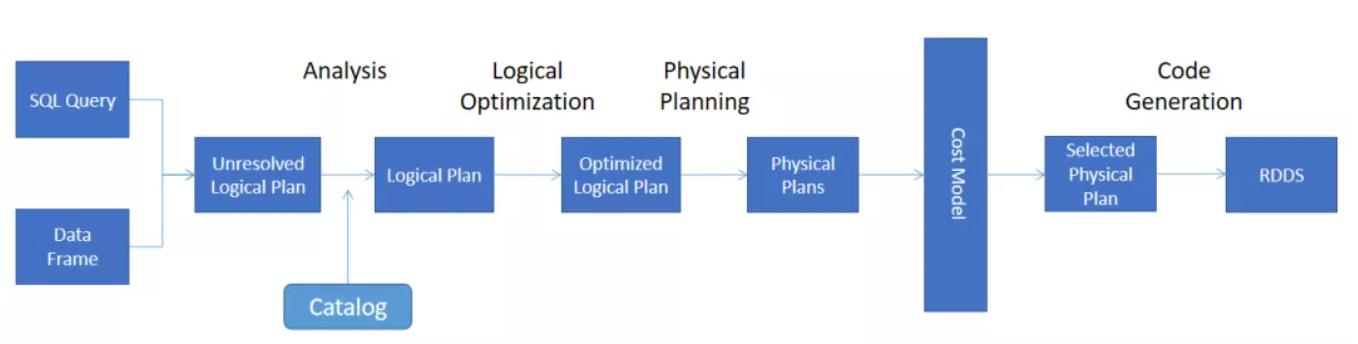 Analysis
Logical
Optimization
Physical
Planning
Code
Generation
SQL Query
Data
Frame
Unresolved
Logical Plan
Catalog
Logical Plan
Optimized
Logical Plan
Physical
Plans
Cost Model
Selected
Physical
Plan
RDDS